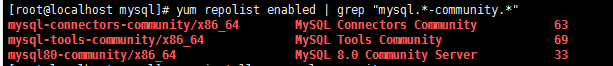 [root@localhost mysql]# yum repolist enabled | grep "mysql.*-community.*"
mysql-connectors-community/x86_64 MySQL Connectors Community 63
mysql-tools-community/x86_64 MySQL Tools Community 69
mysql80-community/x86_64 MySQL 8.0 Community Server 33